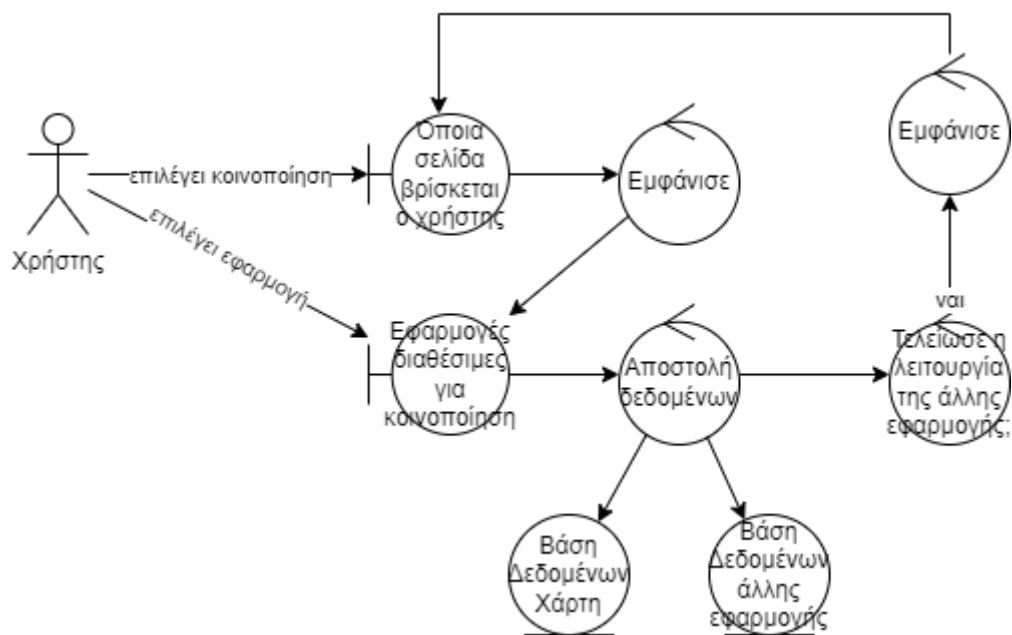 Όποια
σελίδα
βρίσκεται
ο χρήστης
Εμφάνισε
Εμφάνισε
επιλέγει κοινοποίηση
επιλέγει εφαρμογή
Χρήστης
Εφαρμογές
διαθέσιμες
για
κοινοποίηση
Αποστολή
δεδομένων
ναι
Τελείωσε η
λειτουργία
της άλλης
εφαρμογής;
Βάση
Δεδομένων
Χάρτη
Βάση
Δεδομένων
άλλης
εφαρμογής